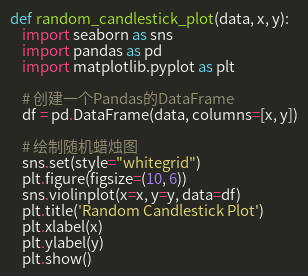 def random_candlestick_plot(data, x, y):
import seaborn as sns
import pandas as pd
import matplotlib.pyplot as plt
# 创建一个Pandas的DataFrame
df = pd.DataFrame(data, columns=[x, y])
# 绘制随机蜡烛图
sns.set(style="whitegrid")
plt.figure(figsize=(10, 6))
sns.violinplot(x=x, y=y, data=df)
plt.title('Random Candlestick Plot')
plt.xlabel(x)
plt.ylabel(y)
plt.show()